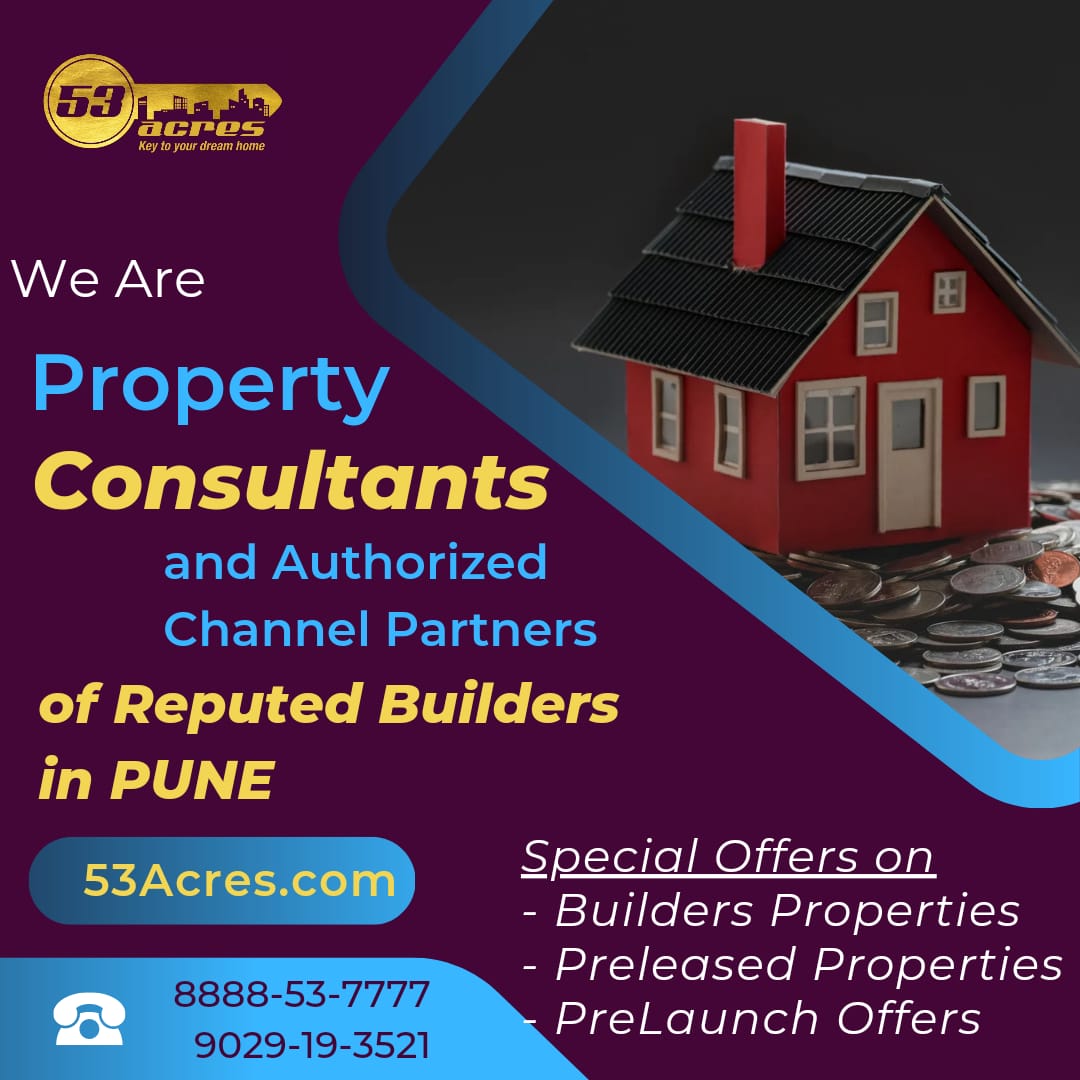 53
acres
Key to your dream home
We Are
Property
Consultants
and Authorized
Channel Partners
of Reputed Builders
in PUNE
53Acres.com
8888-53-7777
9029-19-3521
Special Offers on
- Builders Properties
- Preleased Properties
- PreLaunch Offers